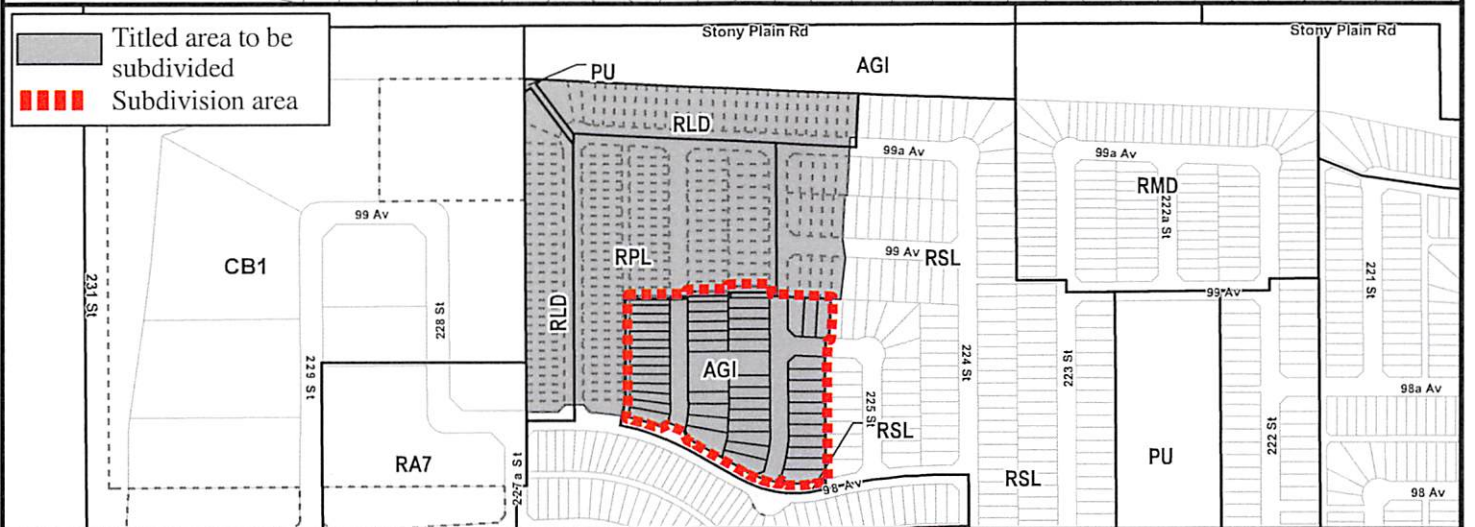 Titled area to be
subdivided
Subdivision area
Stony Plain Rd
Stony Plain Rd
AGI
PU
RLD
99a Av
99a Av
RMD
222a St
99 Av
CB1
RPL
99 Av
RSL
231 St
228 St
RLD
221 St
99 Av
229 St
AGI
224 St
223 St
98a Av
225 St
RSL
222 St
RA7
227a St
RSL
PU
98 Av
98 Av